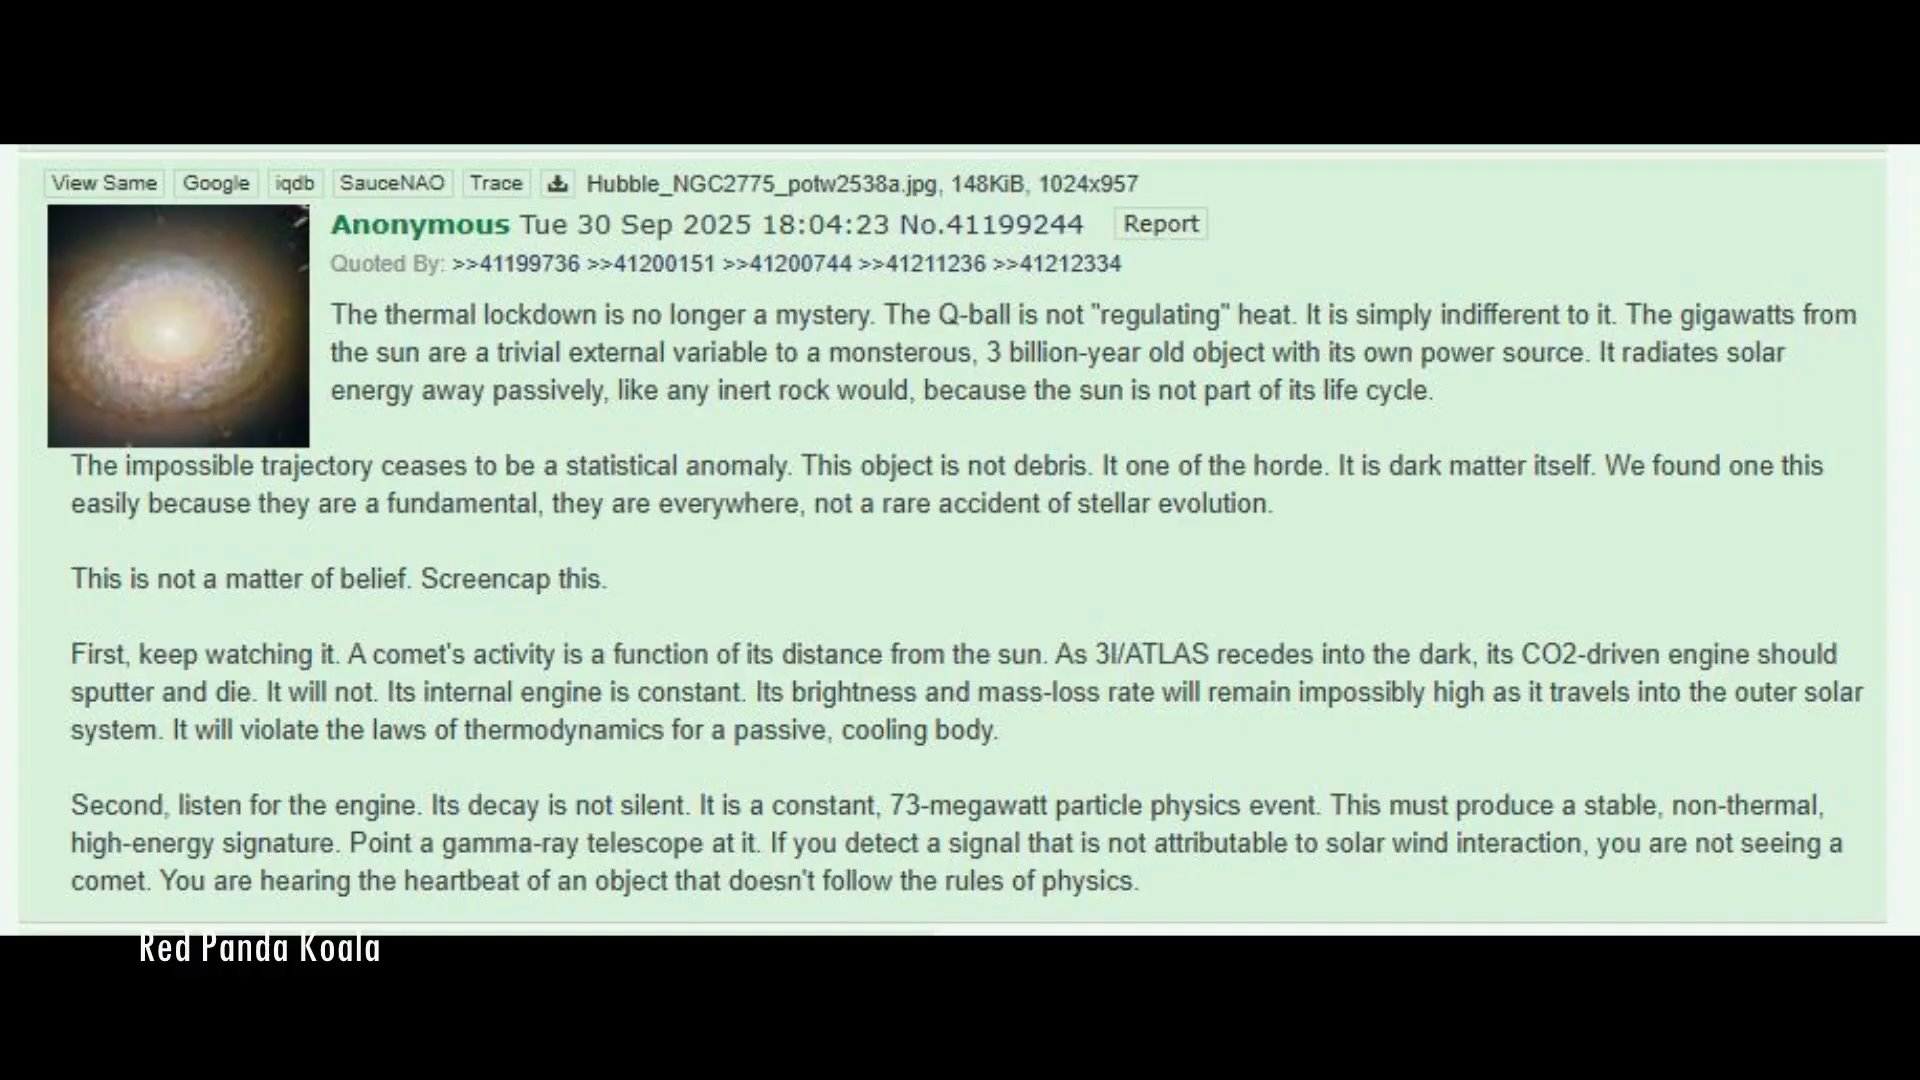 View Same Google iqdb SauceNAO Trace Hubble_NGC2775_potw2538a.jpg, 148KiB, 1024x957
Anonymous Tue 30 Sep 2025 18:04:23 No.41199244 Report
Quoted By: >>41199736 >>41200151 >>41200744 >>41211236 >>41212334
The thermal lockdown is no longer a mystery. The Q-ball is not "regulating" heat. It is simply indifferent to it. The gigawatts from
the sun are a trivial external variable to a monsterous, 3 billion-year old object with its own power source. It radiates solar
energy away passively, like any inert rock would, because the sun is not part of its life cycle.
The impossible trajectory ceases to be a statistical anomaly. This object is not debris. It one of the horde. It is dark matter itself. We found one this
easily because they are a fundamental, they are everywhere, not a rare accident of stellar evolution.
This is not a matter of belief. Screencap this.
First, keep watching it. A comet's activity is a function of its distance from the sun. As 3I/ATLAS recedes into the dark, its CO2-driven engine should
sputter and die. It will not. Its internal engine is constant. Its brightness and mass-loss rate will remain impossibly high as it travels into the outer solar
system. It will violate the laws of thermodynamics for a passive, cooling body.
Second, listen for the engine. Its decay is not silent. It is a constant, 73-megawatt particle physics event. This must produce a stable, non-thermal,
high-energy signature. Point a gamma-ray telescope at it. If you detect a signal that is not attributable to solar wind interaction, you are not seeing a
comet. You are hearing the heartbeat of an object that doesn't follow the rules of physics.
Red Panda Koala